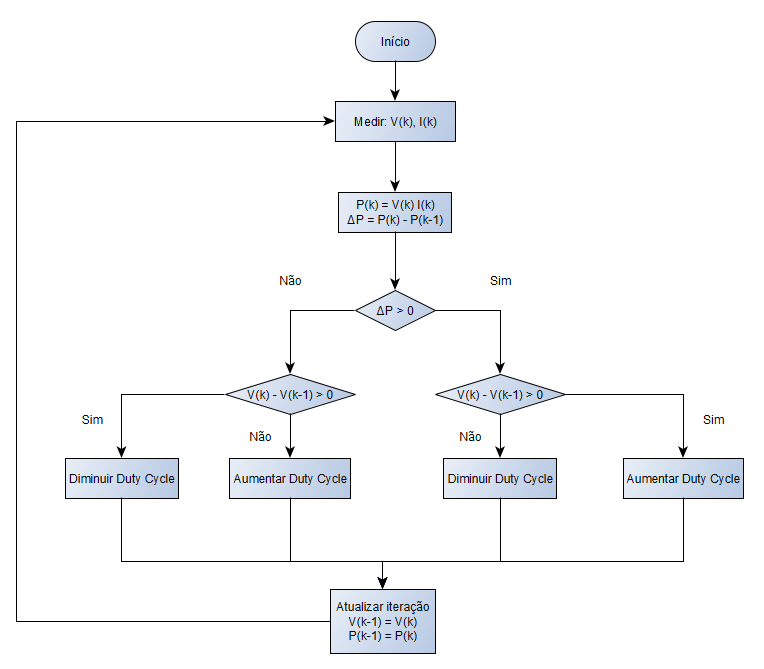 Início
Medir: V(k), I(k)
P(k) = V(k) I(k)
ΔP = P(k) - P(k-1)
Não
Sim
ΔP > 0
V(k) - V(k-1) > 0
V(k) - V(k-1) > 0
Sim
Não
Não
Sim
Diminuir Duty Cycle
Aumentar Duty Cycle
Diminuir Duty Cycle
Aumentar Duty Cycle
Atualizar iteração
V(k-1) = V(k)
P(k-1) = P(k)